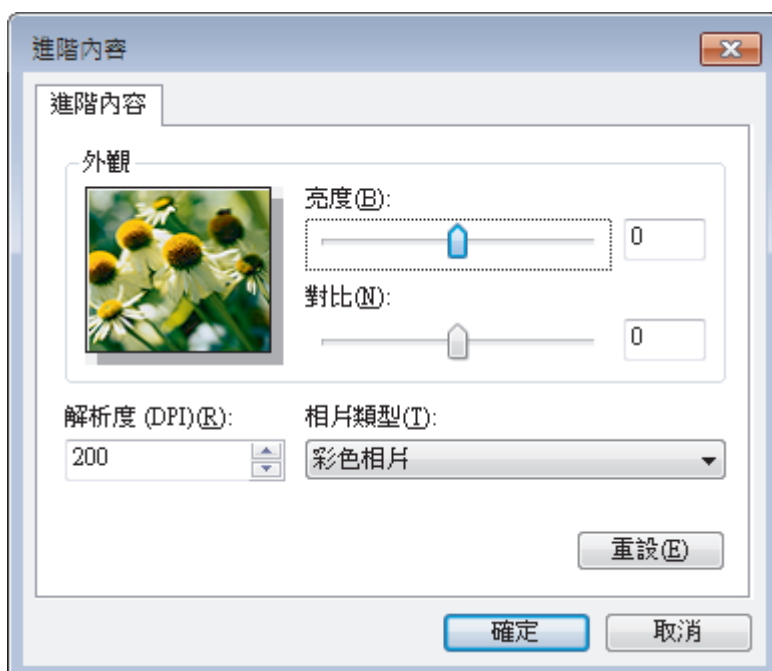 進階內容
進階內容
外觀
亮度(B):
0
對比(N):
0
解析度 (DPI)(R):
相片類型(T):
200
彩色相片
重設(E)
確定
取消